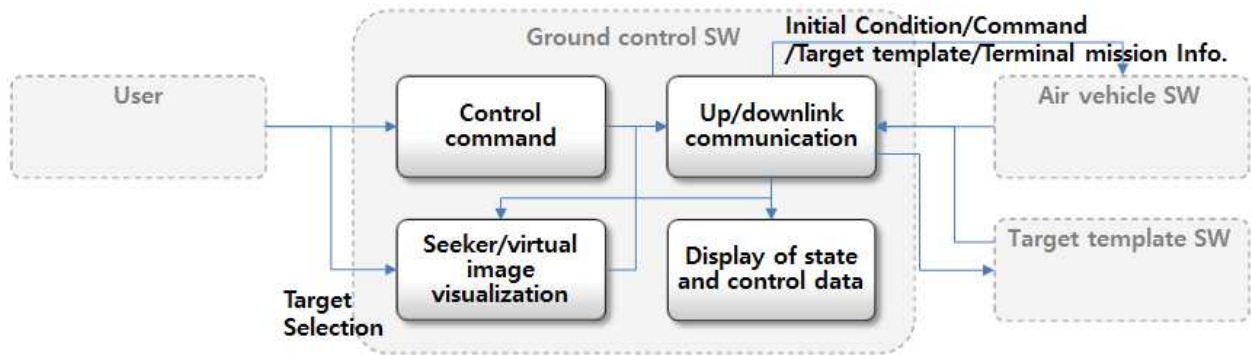 Initial Condition/Command
/Target template/Terminal mission Info.
Ground control SW
User
Air vehicle SW
Control
command
Up/downlink
communication
Seeker/virtual
image
visualization
Display of state
and control data
Target template SW
Target
Selection